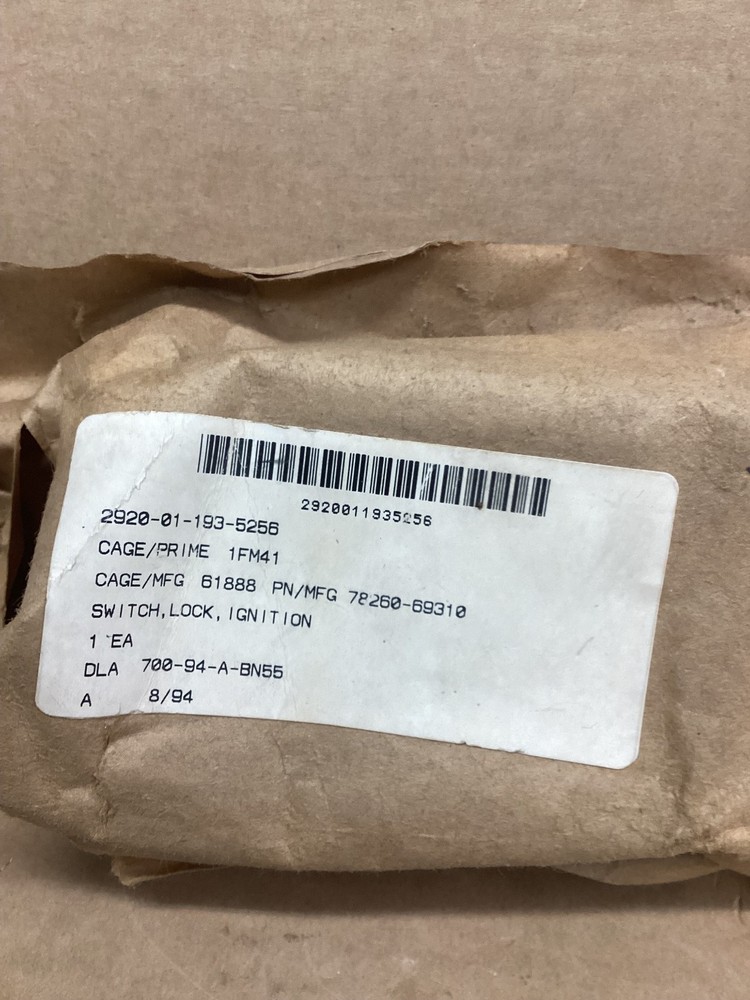 2920011935256
2920-01-193-5256
CAGE/PRIME 1FM41
CAGE/MFG 61888 PN/MFG 78260-69310
SWITCH,LOCK,IGNITION
1 EA
DLA 700-94-A-BN55
A 8/94